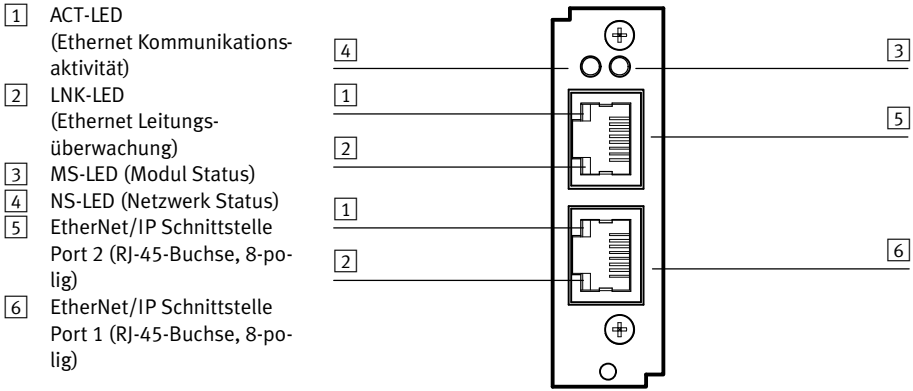 1 ACT-LED
(Ethernet Kommunikations-
aktivität)
2 LNK-LED
(Ethernet Leitungs-
überwachung)
3 MS-LED (Modul Status)
4 NS-LED (Netzwerk Status)
5 EtherNet/IP Schnittstelle
Port 2 (RJ-45-Buchse, 8-po-
lig)
6 EtherNet/IP Schnittstelle
Port 1 (RJ-45-Buchse, 8-po-
lig)
4
1
2
1
2
3
5
6